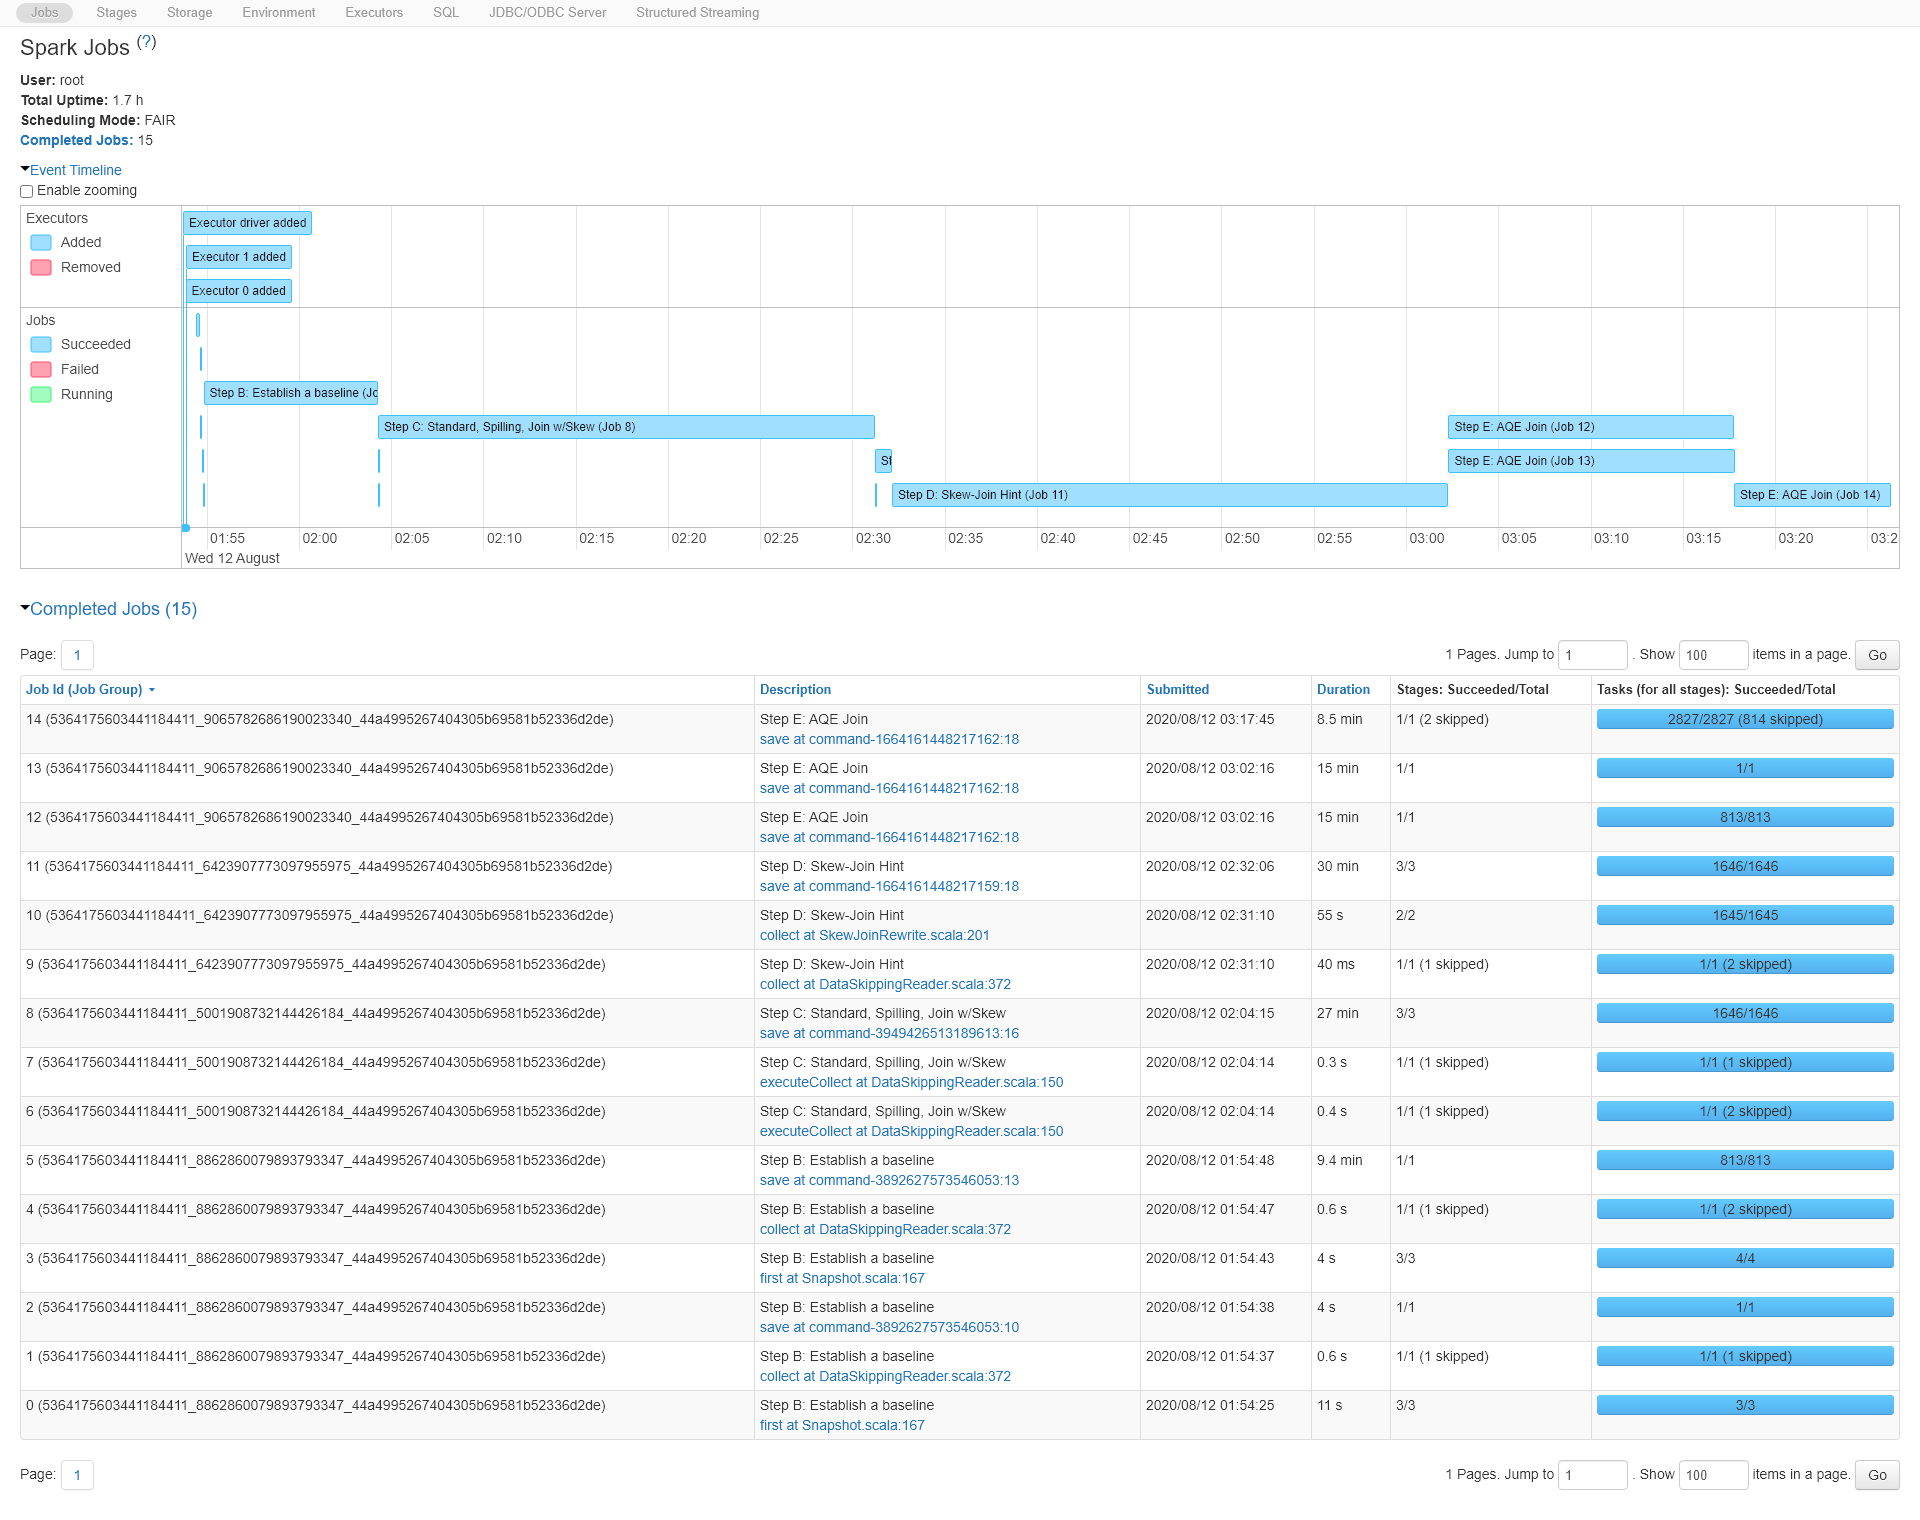 Jobs Stages Storage Environment Executors SQL JDBC/ODBC Server Structured Streaming
Spark Jobs (?)
User: root
Total Uptime: 1.7 h
Scheduling Mode: FAIR
Completed Jobs: 15
Event Timeline
Enable zooming
Executors
Added
Removed
Executor driver added
Executor 1 added
Executor 0 added
Jobs
Succeeded
Failed
Running
Step B: Establish a baseline (Jo
Step C: Standard, Spilling, Join w/Skew (Job 8)
Step E: AQE Join (Job 12)
St
Step E: AQE Join (Job 13)
Step D: Skew-Join Hint (Job 11)
Step E: AQE Join (Job 14)
01:55 02:00 02:05 02:10 02:15 02:20 02:25 02:30 02:35 02:40 02:45 02:50 02:55 03:00 03:05 03:10 03:15 03:20 03:2
Wed 12 August
Completed Jobs (15)
Page: 1 1 Pages. Jump to 1 . Show 100 items in a page. Go
Job Id (Job Group) Description Submitted Duration Stages: Succeeded/Total Tasks (for all stages): Succeeded/Total
14 (5364175603441184411_9065782686190023340_44a4995267404305b69581b52336d2de) Step E: AQE Join 2020/08/12 03:17:45 8.5 min 1/1 (2 skipped) 2827/2827 (814 skipped)
save at command-1664161448217162:18
13 (5364175603441184411_9065782686190023340_44a4995267404305b69581b52336d2de) Step E: AQE Join 2020/08/12 03:02:16 15 min 1/1 1/1
save at command-1664161448217162:18
12 (5364175603441184411_9065782686190023340_44a4995267404305b69581b52336d2de) Step E: AQE Join 2020/08/12 03:02:16 15 min 1/1 813/813
save at command-1664161448217162:18
11 (5364175603441184411_6423907773097955975_44a4995267404305b69581b52336d2de) Step D: Skew-Join Hint 2020/08/12 02:32:06 30 min 3/3 1646/1646
save at command-1664161448217159:18
10 (5364175603441184411_6423907773097955975_44a4995267404305b69581b52336d2de) Step D: Skew-Join Hint 2020/08/12 02:31:10 55 s 2/2 1645/1645
collect at SkewJoinRewrite.scala:201
9 (5364175603441184411_6423907773097955975_44a4995267404305b69581b52336d2de) Step D: Skew-Join Hint 2020/08/12 02:31:10 40 ms 1/1 (1 skipped) 1/1 (2 skipped)
collect at DataSkippingReader.scala:372
8 (5364175603441184411_5001908732144426184_44a4995267404305b69581b52336d2de) Step C: Standard, Spilling, Join w/Skew 2020/08/12 02:04:15 27 min 3/3 1646/1646
save at command-3949426513189613:16
7 (5364175603441184411_5001908732144426184_44a4995267404305b69581b52336d2de) Step C: Standard, Spilling, Join w/Skew 2020/08/12 02:04:14 0.3 s 1/1 (1 skipped) 1/1 (1 skipped)
executeCollect at DataSkippingReader.scala:150
6 (5364175603441184411_5001908732144426184_44a4995267404305b69581b52336d2de) Step C: Standard, Spilling, Join w/Skew 2020/08/12 02:04:14 0.4 s 1/1 (1 skipped) 1/1 (2 skipped)
executeCollect at DataSkippingReader.scala:150
5 (5364175603441184411_8862860079893793347_44a4995267404305b69581b52336d2de) Step B: Establish a baseline 2020/08/12 01:54:48 9.4 min 1/1 813/813
save at command-3892627573546053:13
4 (5364175603441184411_8862860079893793347_44a4995267404305b69581b52336d2de) Step B: Establish a baseline 2020/08/12 01:54:47 0.6 s 1/1 (1 skipped) 1/1 (2 skipped)
collect at DataSkippingReader.scala:372
3 (5364175603441184411_8862860079893793347_44a4995267404305b69581b52336d2de) Step B: Establish a baseline 2020/08/12 01:54:43 4 s 3/3 4/4
first at Snapshot.scala:167
2 (5364175603441184411_8862860079893793347_44a4995267404305b69581b52336d2de) Step B: Establish a baseline 2020/08/12 01:54:38 4 s 1/1 1/1
save at command-3892627573546053:10
1 (5364175603441184411_8862860079893793347_44a4995267404305b69581b52336d2de) Step B: Establish a baseline 2020/08/12 01:54:37 0.6 s 1/1 (1 skipped) 1/1 (1 skipped)
collect at DataSkippingReader.scala:372
0 (5364175603441184411_8862860079893793347_44a4995267404305b69581b52336d2de) Step B: Establish a baseline 2020/08/12 01:54:25 11 s 3/3 3/3
first at Snapshot.scala:167
Page: 1 1 Pages. Jump to 1 . Show 100 items in a page. Go